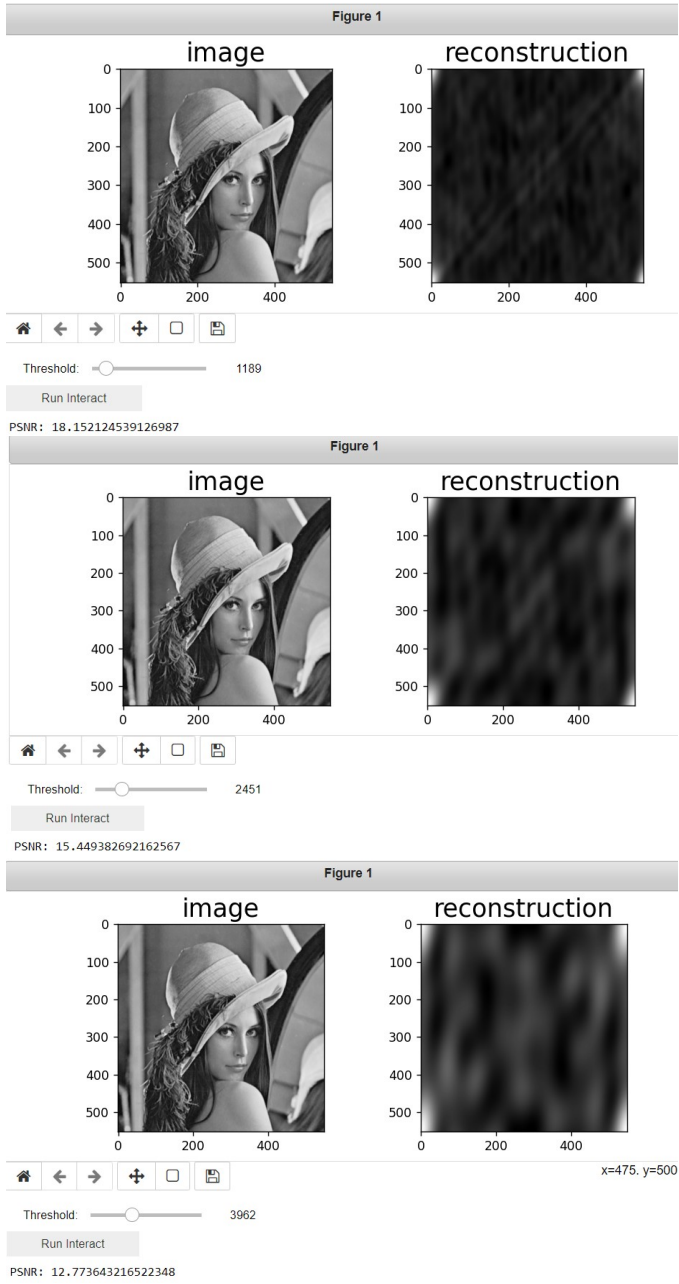 Figure 1
image
reconstruction
0
100
200
300
400
500
0
200
400
0
100
200
300
400
500
0
200
400
Threshold: 1189
Run Interact
PSNR: 18.152124539126987
Figure 1
image
reconstruction
0
100
200
300
400
500
0
200
400
0
100
200
300
400
500
0
200
400
Threshold: 2451
Run Interact
PSNR: 15.449382692162567
Figure 1
image
reconstruction
0
100
200
300
400
500
0
200
400
0
100
200
300
400
500
0
200
400
x=475. y=500
Threshold: 3962
Run Interact
PSNR: 12.773643216522348